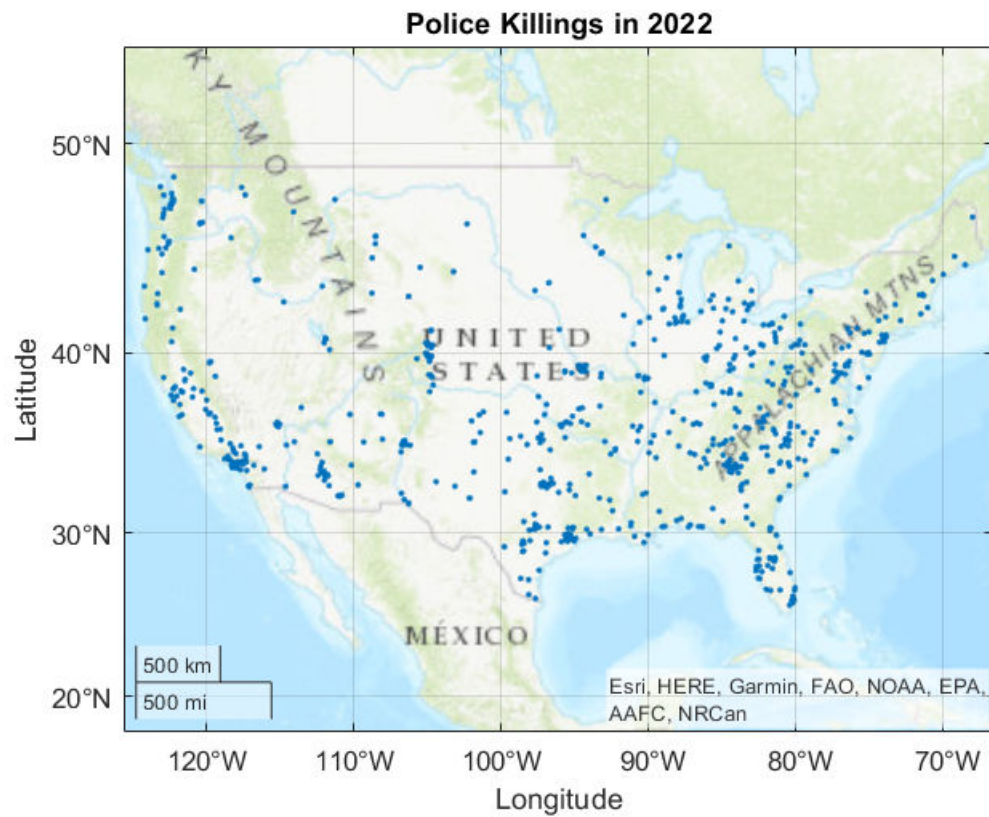 Police Killings in 2022
KY MOUNTAINS
50°N
40°N
30°N
20°N
Latitude
UNITED
STATES
APPALACHIAN MTNS
MÉXICO
500 km
500 mi
Esri, HERE, Garmin, FAO, NOAA, EPA,
AAFC, NRCan
120°W
110°W
100°W
90°W
80°W
70°W
Longitude